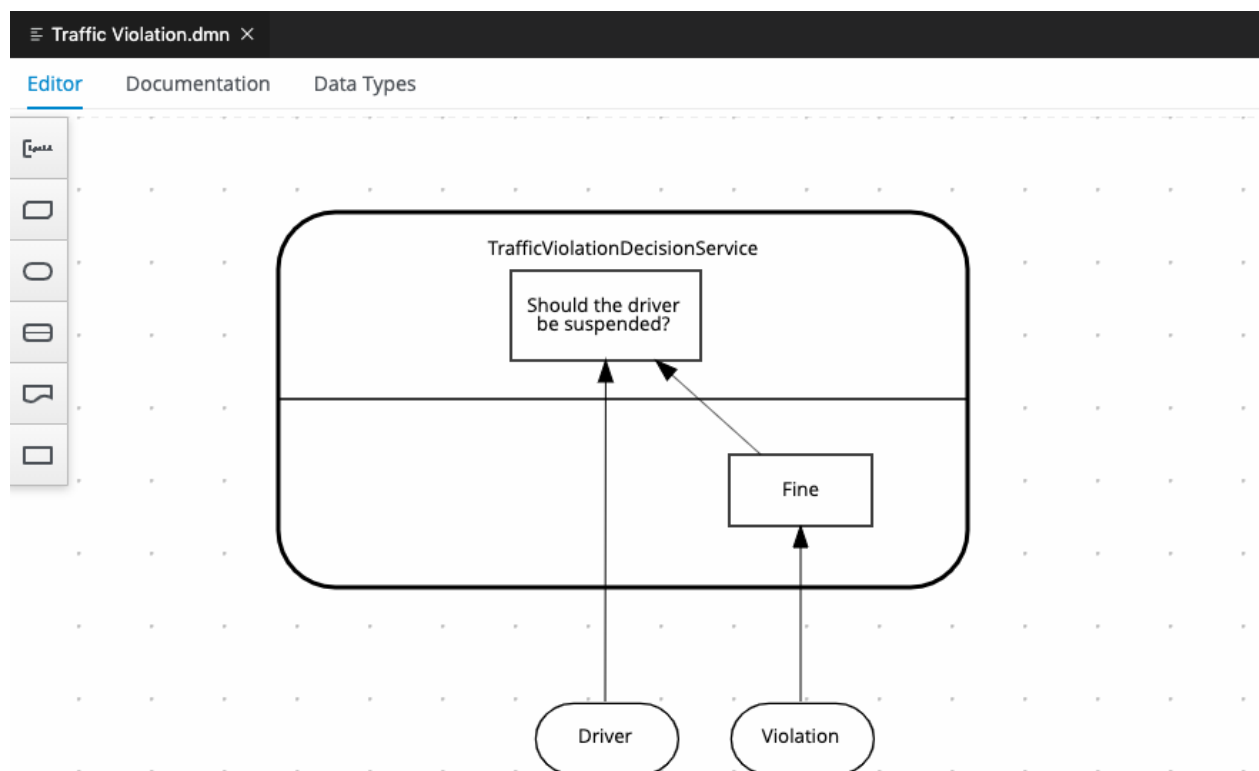 Traffic Violation.dmn
Editor Documentation Data Types
TrafficViolationDecisionService
Should the driver
be suspended?
Fine
Driver
Violation